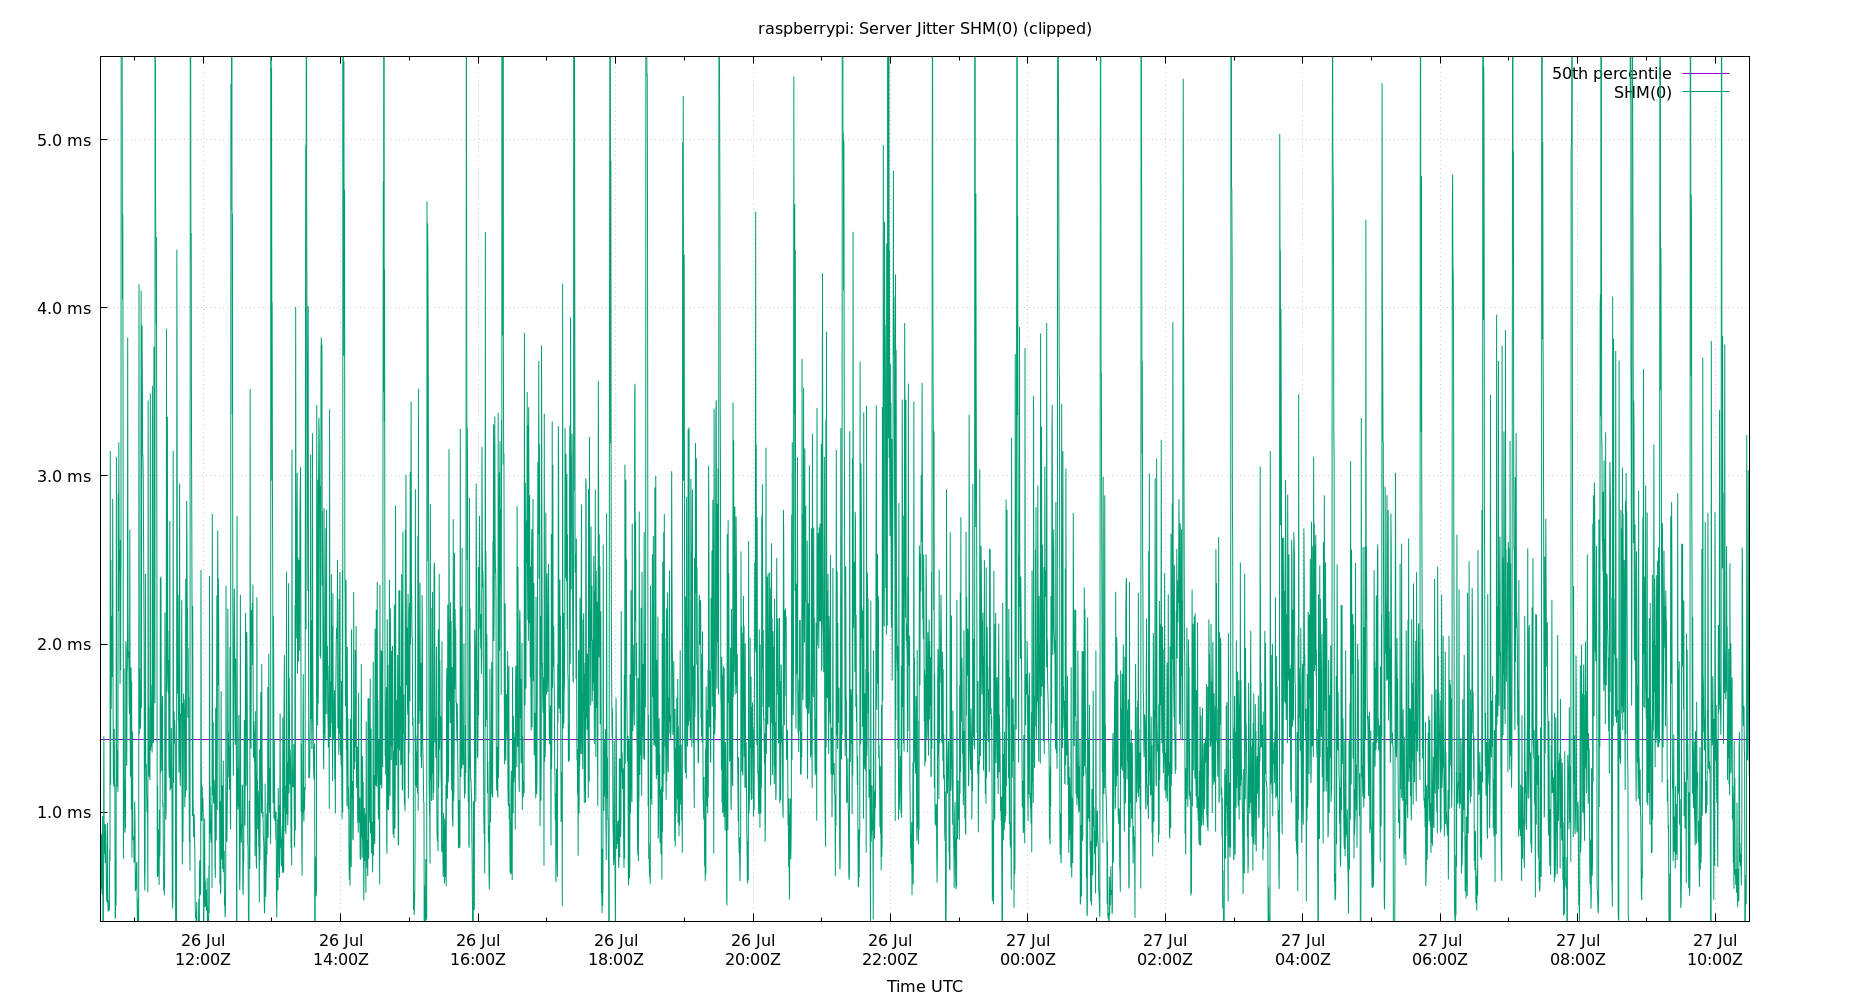 raspberrypi: Server Jitter SHM(0) (clipped)
50th percentile
SHM(0)
5.0 ms
4.0 ms
3.0 ms
2.0 ms
1.0 ms
26 Jul 26 Jul 26 Jul 26 Jul 26 Jul 26 Jul 27 Jul 27 Jul 27 Jul 27 Jul 27 Jul 27 Jul
12:00Z 14:00Z 16:00Z 18:00Z 20:00Z 22:00Z 00:00Z 02:00Z 04:00Z 06:00Z 08:00Z 10:00Z
Time UTC